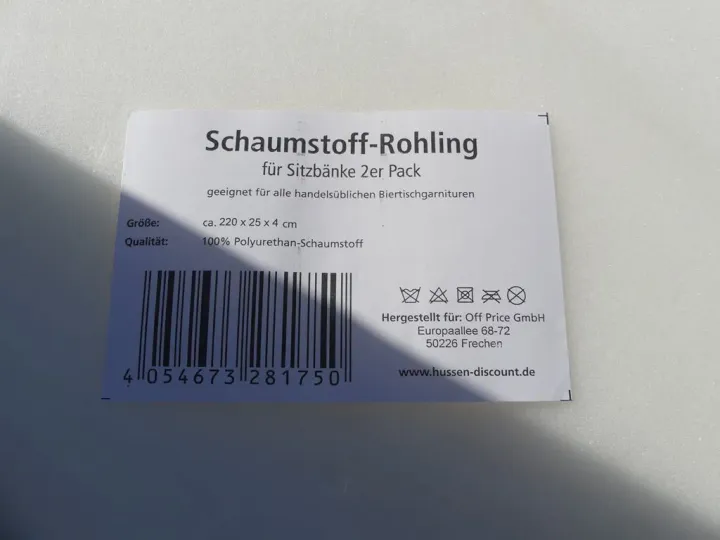 Schaumstoff-Rohling
für Sitzbänke 2er Pack
geeignet für alle handelsüblichen Biertischgarnituren
Größe: ca. 220 x 25 x 4 cm
Qualität: 100% Polyurethan-Schaumstoff
Hergestellt für: Off Price GmbH
Europaallee 68-72
50226 Frechen
www.hussen-discount.de
4 054673 281750